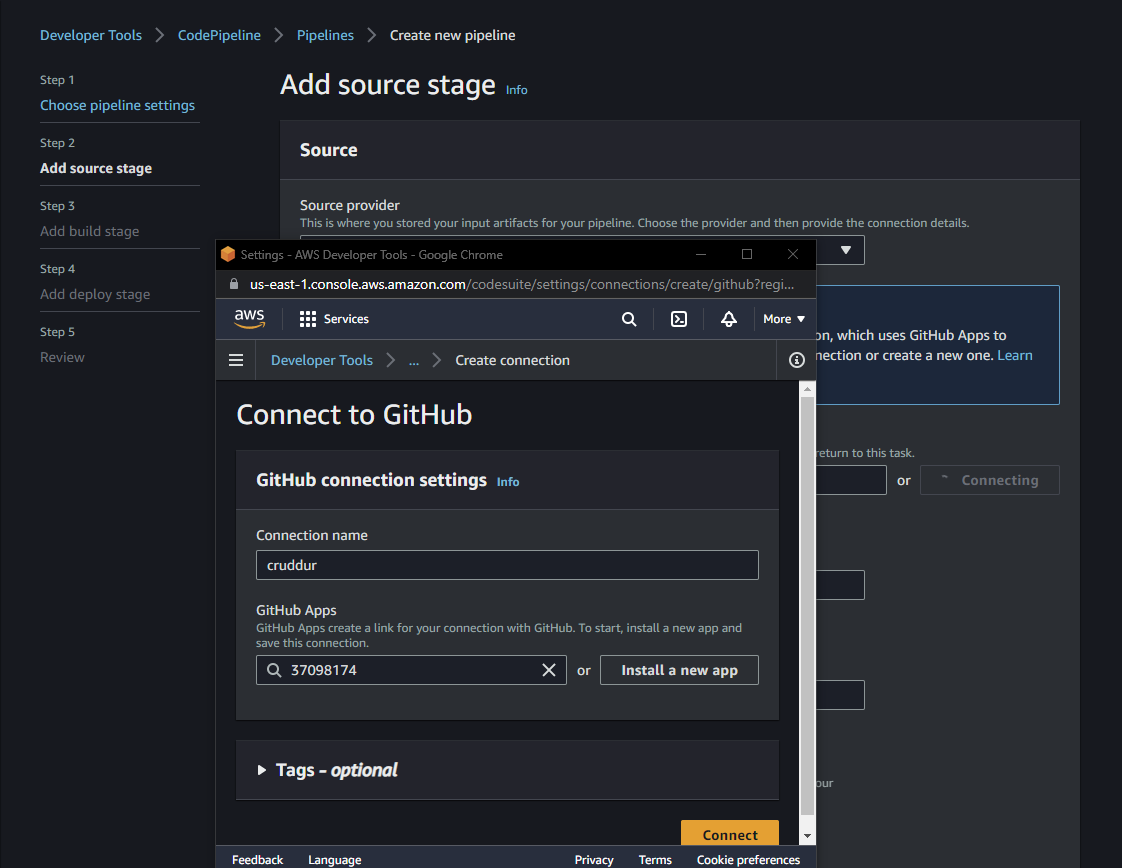 Developer Tools > CodePipeline > Pipelines > Create new pipeline
Step 1
Choose pipeline settings
Step 2
Add source stage
Step 3
Add build stage
Step 4
Add deploy stage
Step 5
Review
Add source stage Info
Source
Source provider
This is where you stored your input artifacts for your pipeline. Choose the provider and then provide the connection details.
on, which uses GitHub Apps to
nection or create a new one. Learn
return to this task.
or Connecting
our
Settings - AWS Developer Tools - Google Chrome
us-east-1.console.aws.amazon.com/codesuite/settings/connections/create/github?regi...
aws Services More
Developer Tools > ... > Create connection
Connect to GitHub
GitHub connection settings Info
Connection name
cruddur
GitHub Apps
GitHub Apps create a link for your connection with GitHub. To start, install a new app and
save this connection.
37098174 or Install a new app
Tags - optional
Connect
Feedback Language Privacy Terms Cookie preferences